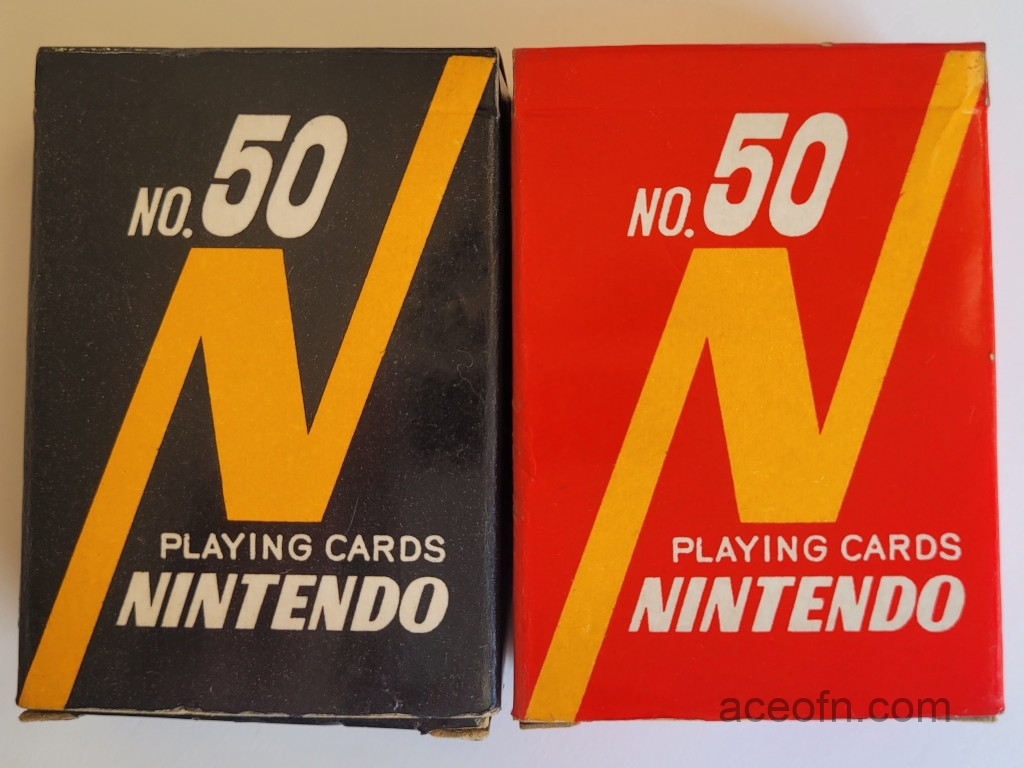 NO. 50
PLAYING CARDS
NINTENDO
NO. 50
PLAYING CARDS
NINTENDO
aceofn.com